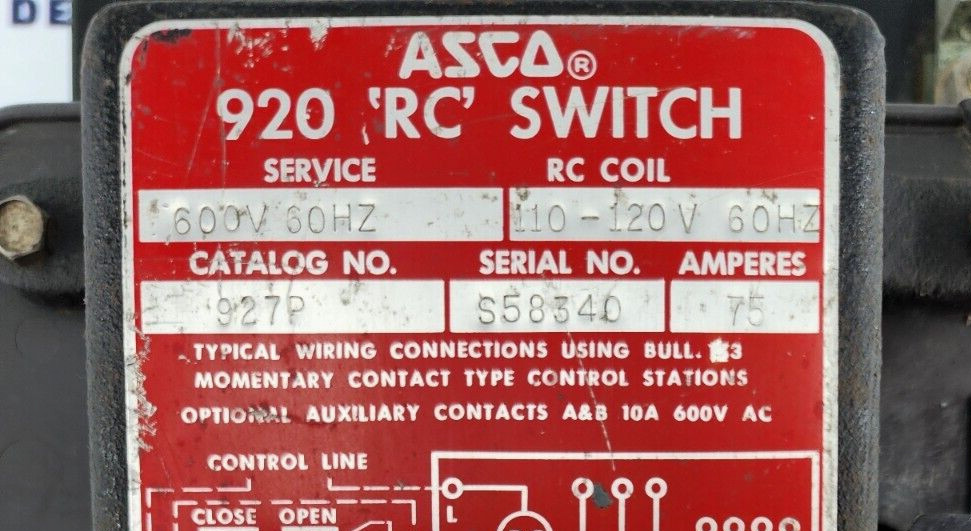 DE
ASCO®
920 'RC' SWITCH
SERVICE RC COIL
600V 60HZ 110-120V 60HZ
CATALOG NO. SERIAL NO. AMPERES
927P S58340 75
TYPICAL WIRING CONNECTIONS USING BULL.
MOMENTARY CONTACT TYPE CONTROL STATIONS
OPTIONAL AUXILIARY CONTACTS A&B 10A 600V AC
CONTROL LINE
L
CLOSE OPEN